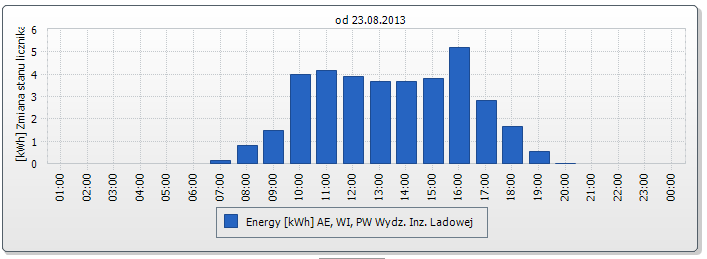 od 23.08.2013
[kWh] Zmiana stanu licznika
6
5
4
3
2
1
0
01:00 02:00 03:00 04:00 05:00 06:00 07:00 08:00 09:00 10:00 11:00 12:00 13:00 14:00 15:00 16:00 17:00 18:00 19:00 20:00 21:00 22:00 23:00 00:00
Energy [kWh] AE, WI, PW Wydz. Inz. Ladowej